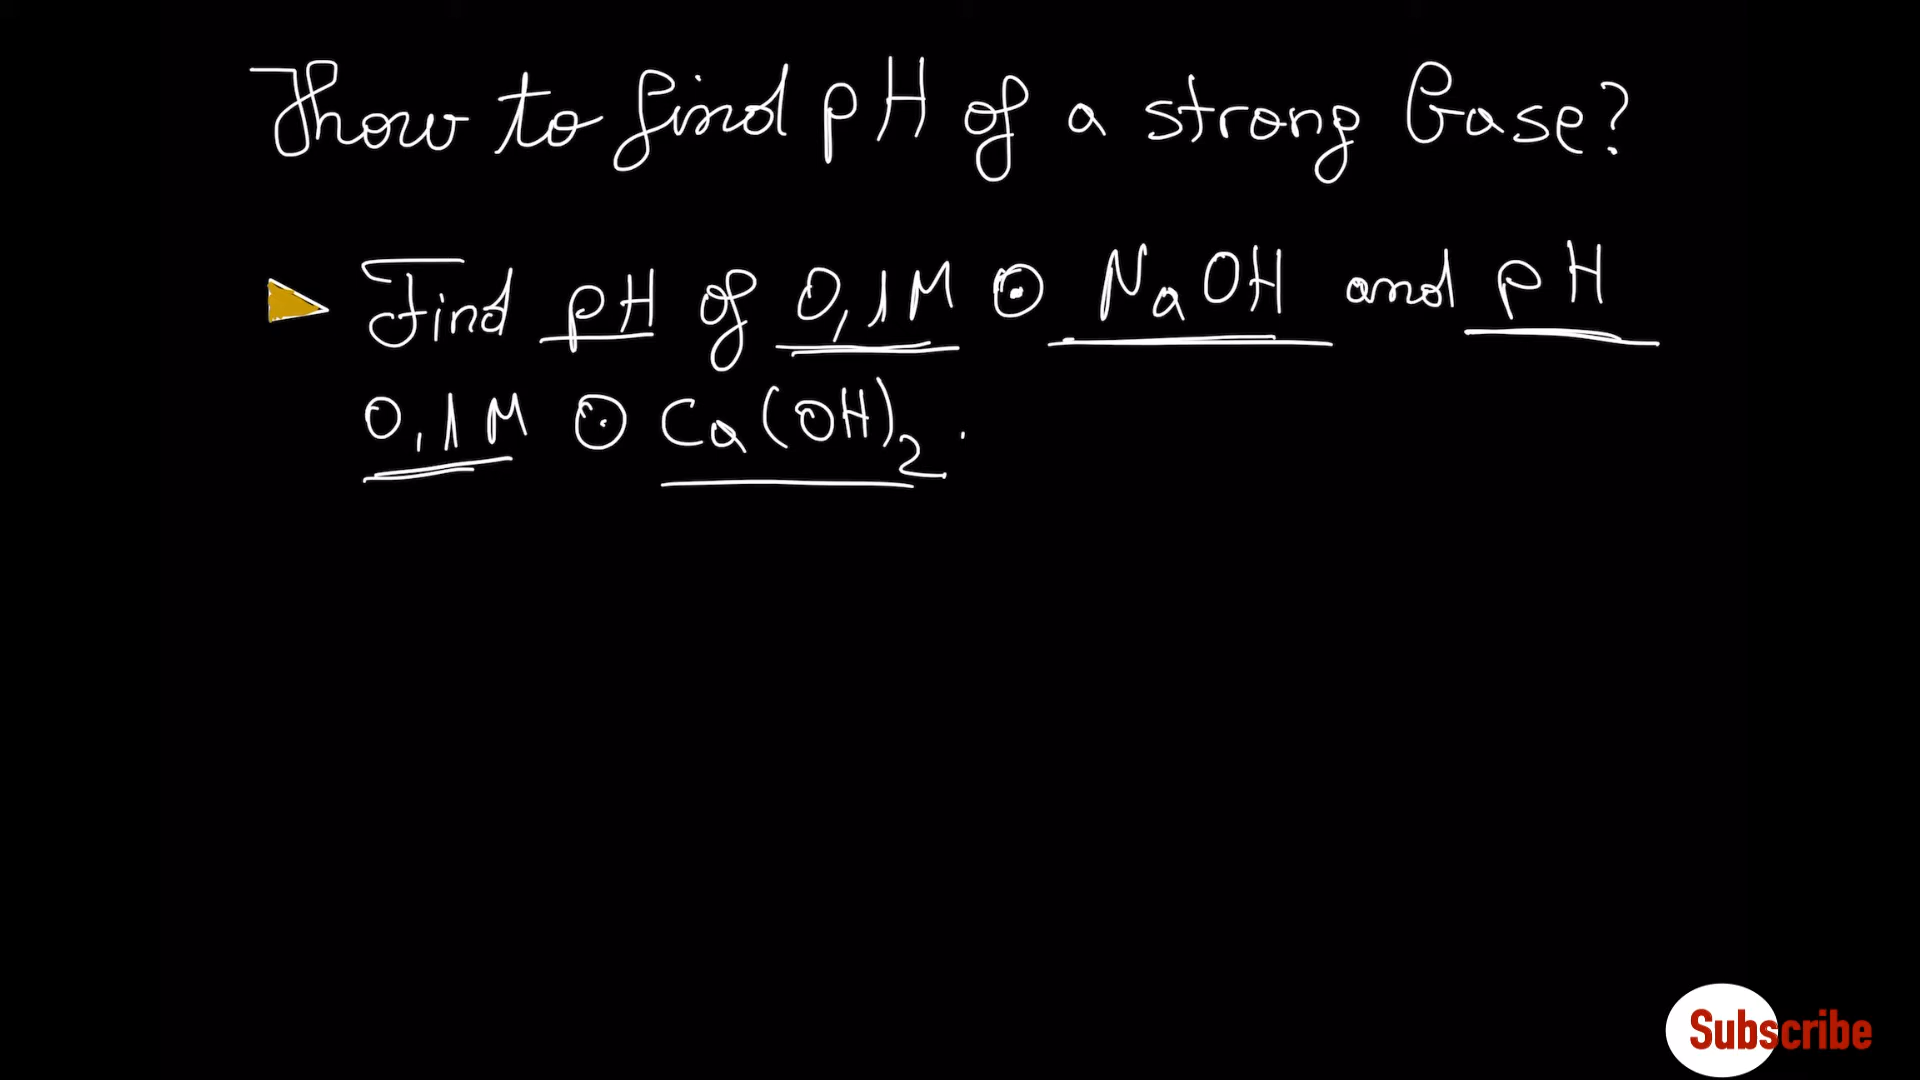 How to find pH of a strong base?
Find pH of 0,1M ⊙ NaOH and pH
0,1M ⊙ Ca(OH)₂.
Subscribe